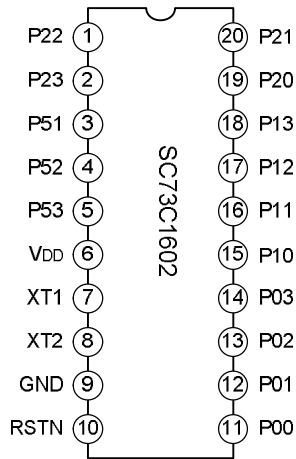 P22 1 20 P21
P23 2 19 P20
P51 3 18 P13
P52 4 17 P12
P53 5 16 P11
VDD 6 15 P10
XT1 7 14 P03
XT2 8 13 P02
GND 9 12 P01
RSTN 10 11 P00
SC73C1602